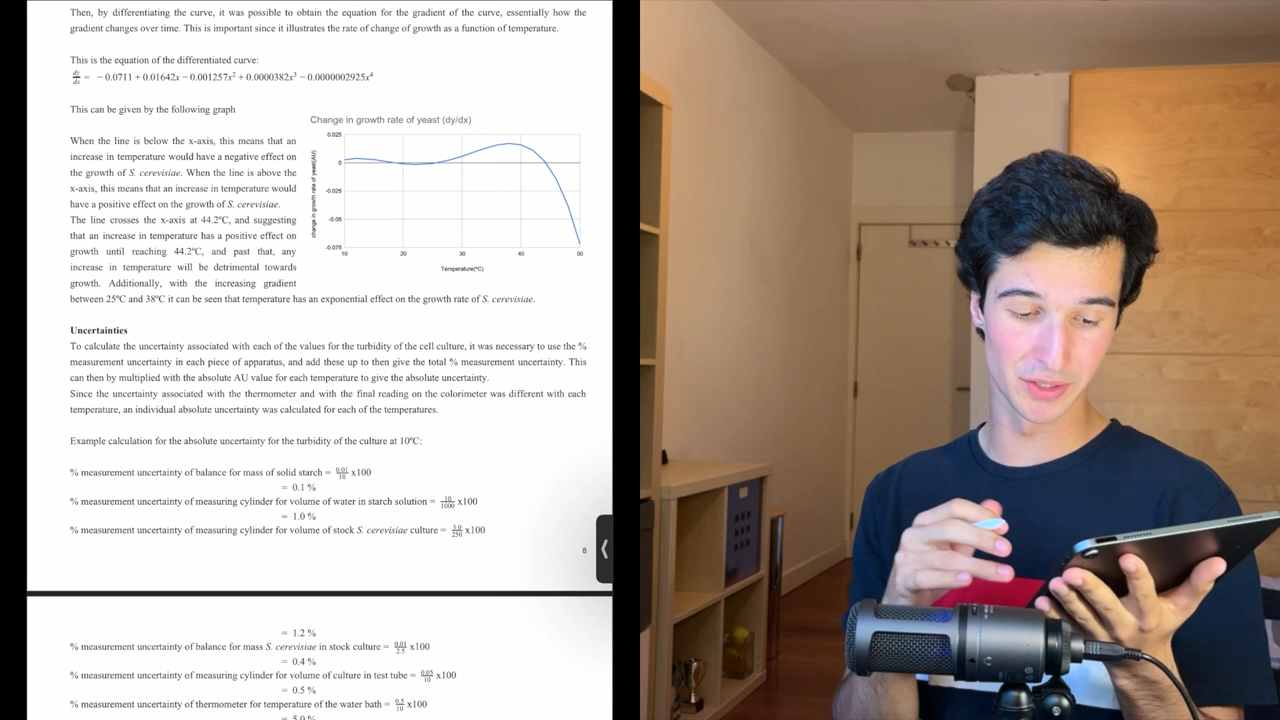 Then, by differentiating the curve, it was possible to obtain the equation for the gradient of the curve, essentially how the
gradient changes over time. This is important since it illustrates the rate of change of growth as a function of temperature.
This is the equation of the differentiated curve:
dy/dx = − 0.0711 + 0.01642x − 0.001257x² + 0.0000382x³ − 0.0000002925x⁴
This can be given by the following graph
When the line is below the x-axis, this means that an
increase in temperature would have a negative effect on
the growth of S. cerevisiae. When the line is above the
x-axis, this means that an increase in temperature would
have a positive effect on the growth of S. cerevisiae.
The line crosses the x-axis at 44.2ºC, and suggesting
that an increase in temperature has a positive effect on
growth until reaching 44.2ºC, and past that, any
increase in temperature will be detrimental towards
growth. Additionally, with the increasing gradient
between 25ºC and 38ºC it can be seen that temperature has an exponential effect on the growth rate of S. cerevisiae.
Change in growth rate of yeast (dy/dx)
change in growth rate of yeast(AU)
0.025
0
-0.025
-0.05
-0.075
10 20 30 40 50
Temperature(ºC)
Uncertainties
To calculate the uncertainty associated with each of the values for the turbidity of the cell culture, it was necessary to use the %
measurement uncertainty in each piece of apparatus, and add these up to then give the total % measurement uncertainty. This
can then by multiplied with the absolute AU value for each temperature to give the absolute uncertainty.
Since the uncertainty associated with the thermometer and with the final reading on the colorimeter was different with each
temperature, an individual absolute uncertainty was calculated for each of the temperatures.
Example calculation for the absolute uncertainty for the turbidity of the culture at 10ºC:
% measurement uncertainty of balance for mass of solid starch = 0.01/10 x100
= 0.1 %
% measurement uncertainty of measuring cylinder for volume of water in starch solution = 10/1000 x100
= 1.0 %
% measurement uncertainty of measuring cylinder for volume of stock S. cerevisiae culture = 3.0/250 x100
8
= 1.2 %
% measurement uncertainty of balance for mass S. cerevisiae in stock culture = 0.01/2.5 x100
= 0.4 %
% measurement uncertainty of measuring cylinder for volume of culture in test tube = 0.05/10 x100
= 0.5 %
% measurement uncertainty of thermometer for temperature of the water bath = 0.5/10 x100
= 5.0 %